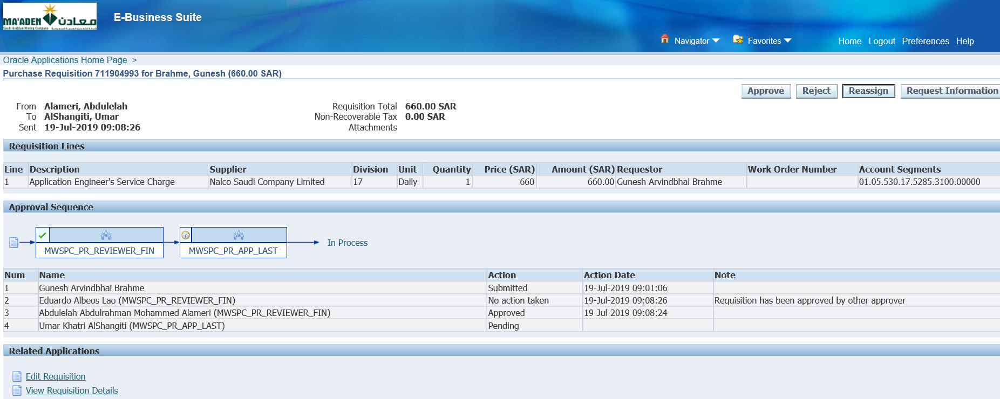 MA'ADEN معادن
Saudi Arabian Mining Company
E-Business Suite
Navigator Favorites Home Logout Preferences Help
Oracle Applications Home Page >
Purchase Requisition 711904993 for Brahme, Gunesh (660.00 SAR)
Approve Reject Reassign Request Information
From Alameri, Abdulelah Requisition Total 660.00 SAR
To AlShangiti, Umar Non-Recoverable Tax 0.00 SAR
Sent 19-Jul-2019 09:08:26 Attachments
Requisition Lines
Line Description Supplier Division Unit Quantity Price (SAR) Amount (SAR) Requestor Work Order Number Account Segments
1 Application Engineer's Service Charge Nalco Saudi Company Limited 17 Daily 1 660 660.00 Gunesh Arvindbhai Brahme 01.05.530.17.5285.3100.00000
Approval Sequence
MWSPC_PR_REVIEWER_FIN MWSPC_PR_APP_LAST In Process
Num Name Action Action Date Note
1 Gunesh Arvindbhai Brahme Submitted 19-Jul-2019 09:01:06
2 Eduardo Albeos Lao (MWSPC_PR_REVIEWER_FIN) No action taken 19-Jul-2019 09:08:26 Requisition has been approved by other approver
3 Abdulelah Abdulrahman Mohammed Alameri (MWSPC_PR_REVIEWER_FIN) Approved 19-Jul-2019 09:08:24
4 Umar Khatri AlShangiti (MWSPC_PR_APP_LAST) Pending
Related Applications
Edit Requisition
View Requisition Details